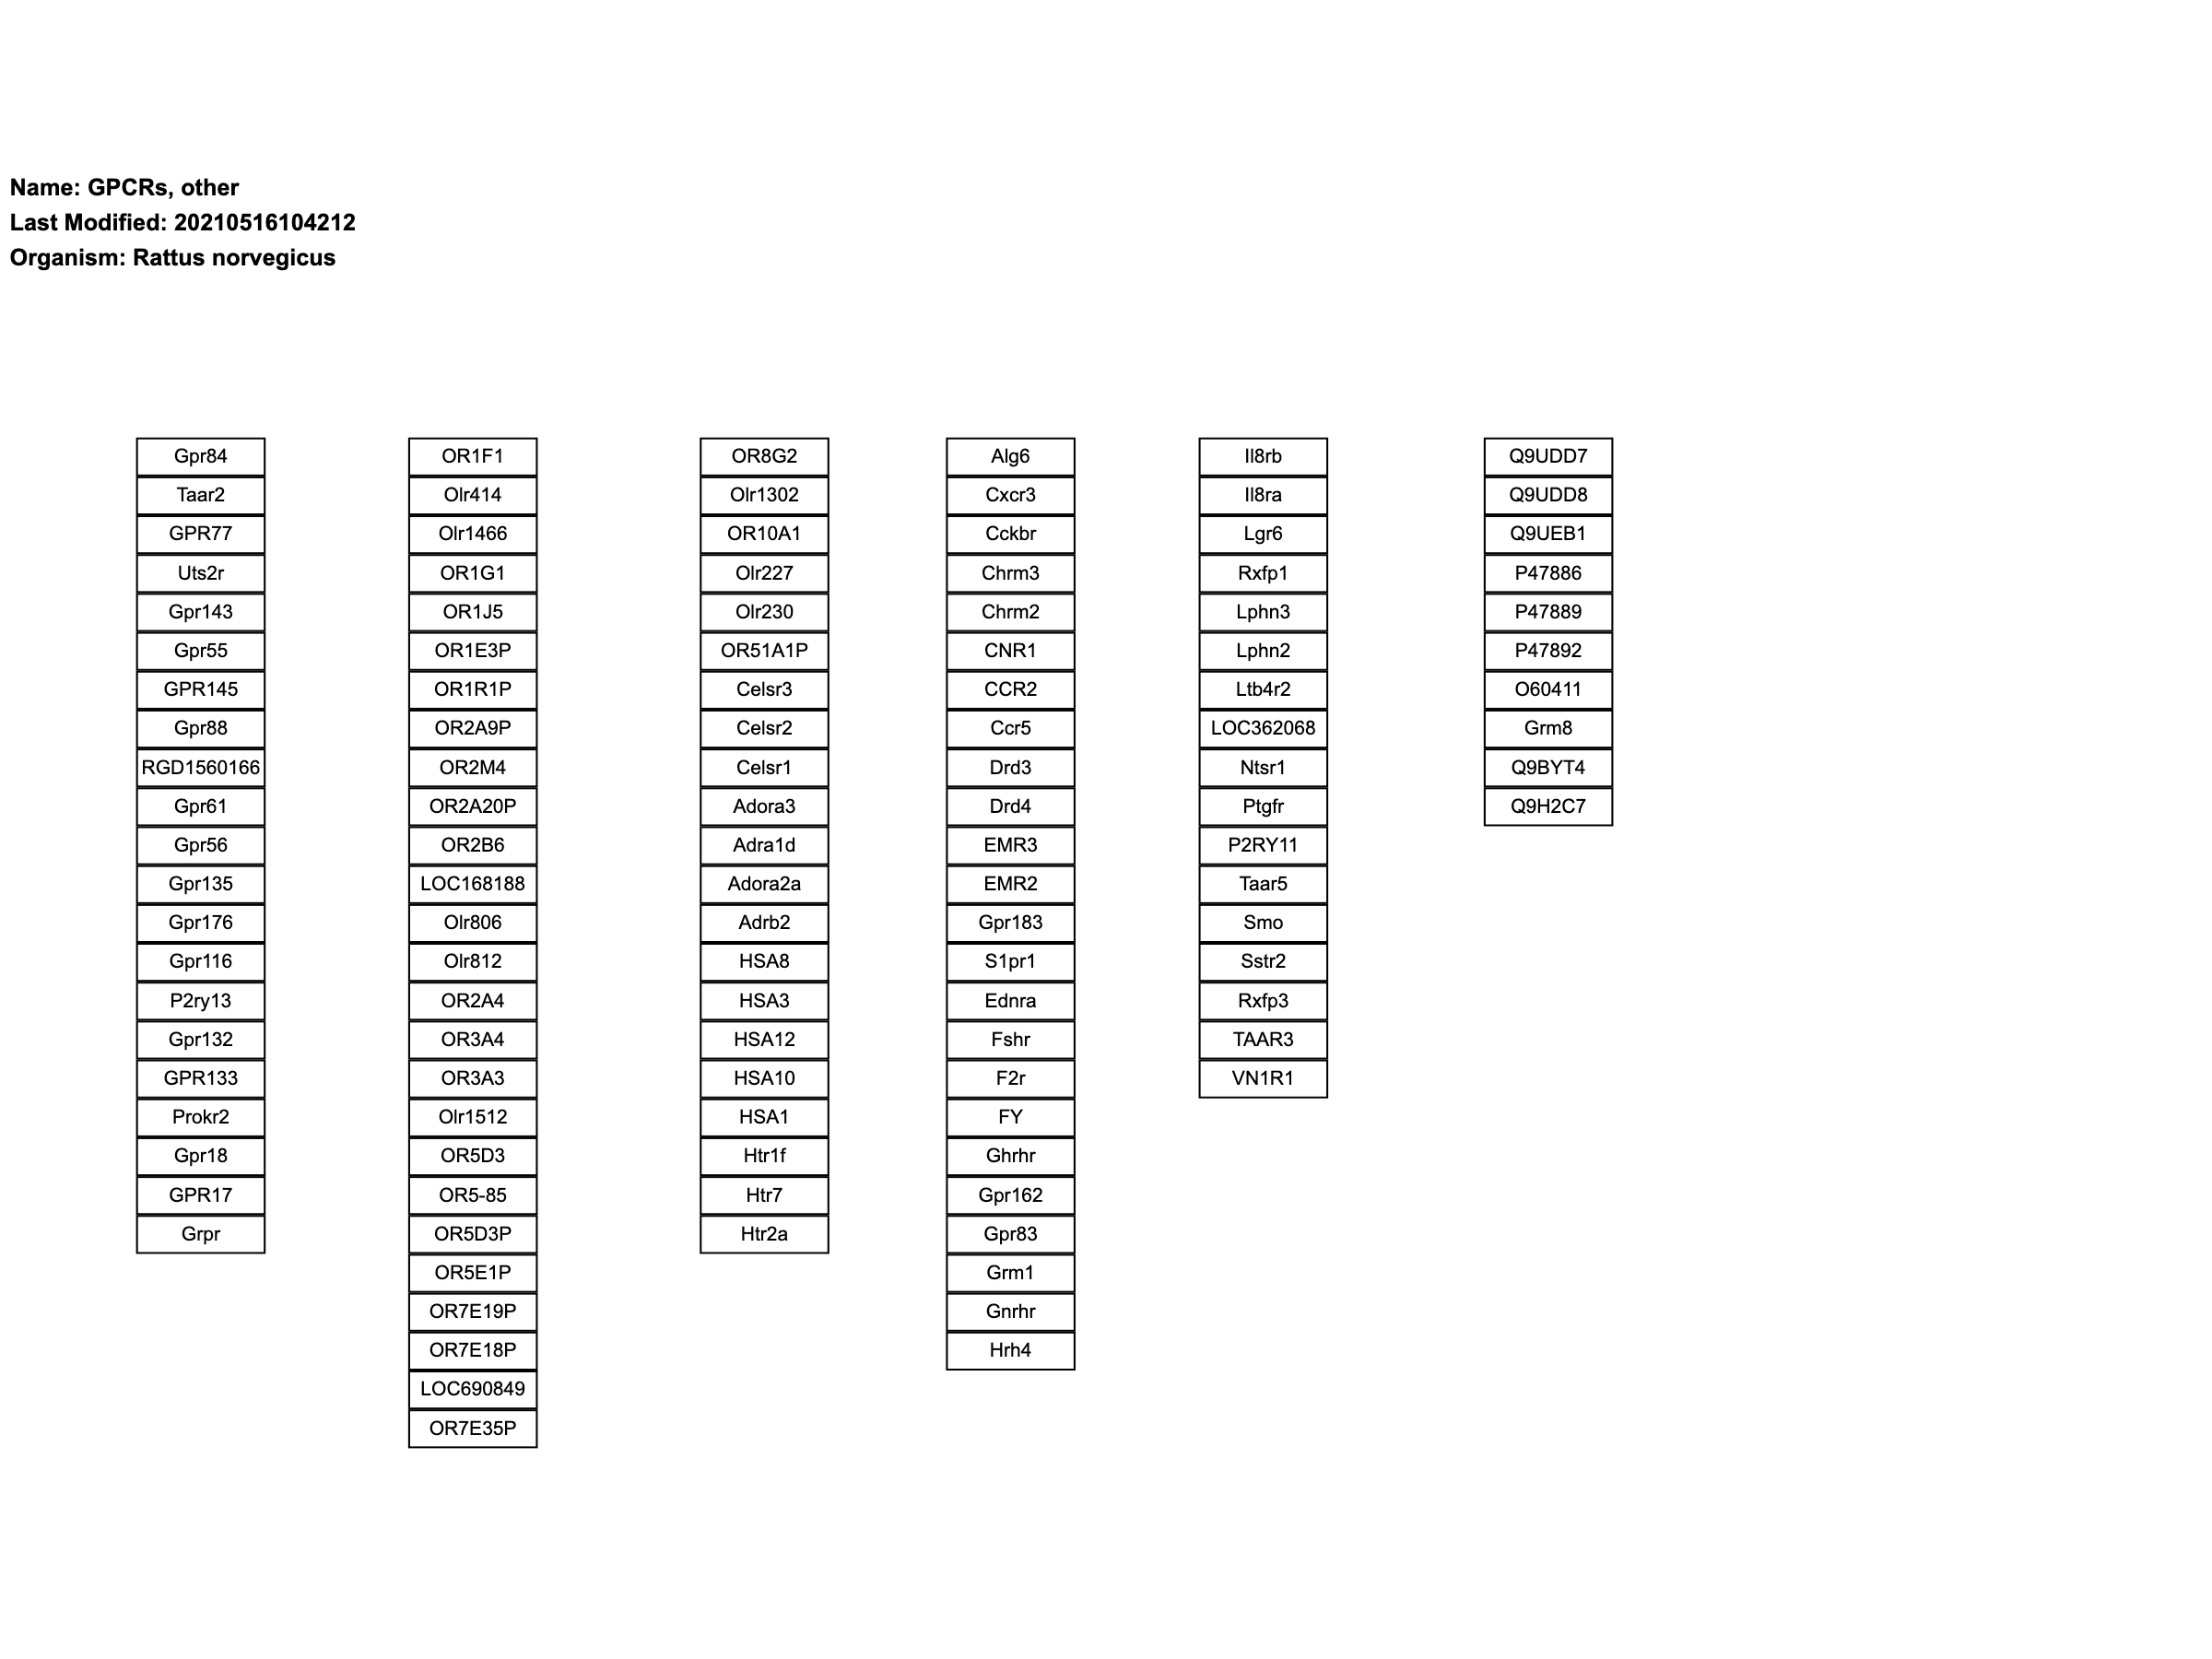 Name: GPCRs, other
Last Modified: 20210516104212
Organism: Rattus norvegicus
Gpr84
Taar2
GPR77
Uts2r
Gpr143
Gpr55
GPR145
Gpr88
RGD1560166
Gpr61
Gpr56
Gpr135
Gpr176
Gpr116
P2ry13
Gpr132
GPR133
Prokr2
Gpr18
GPR17
Grpr
OR1F1
Olr414
Olr1466
OR1G1
OR1J5
OR1E3P
OR1R1P
OR2A9P
OR2M4
OR2A20P
OR2B6
LOC168188
Olr806
Olr812
OR2A4
OR3A4
OR3A3
Olr1512
OR5D3
OR5-85
OR5D3P
OR5E1P
OR7E19P
OR7E18P
LOC690849
OR7E35P
OR8G2
Olr1302
OR10A1
Olr227
Olr230
OR51A1P
Celsr3
Celsr2
Celsr1
Adora3
Adra1d
Adora2a
Adrb2
HSA8
HSA3
HSA12
HSA10
HSA1
Htr1f
Htr7
Htr2a
Alg6
Cxcr3
Cckbr
Chrm3
Chrm2
CNR1
CCR2
Ccr5
Drd3
Drd4
EMR3
EMR2
Gpr183
S1pr1
Ednra
Fshr
F2r
FY
Ghrhr
Gpr162
Gpr83
Grm1
Gnrhr
Hrh4
Il8rb
Il8ra
Lgr6
Rxfp1
Lphn3
Lphn2
Ltb4r2
LOC362068
Ntsr1
Ptgfr
P2RY11
Taar5
Smo
Sstr2
Rxfp3
TAAR3
VN1R1
Q9UDD7
Q9UDD8
Q9UEB1
P47886
P47889
P47892
O60411
Grm8
Q9BYT4
Q9H2C7